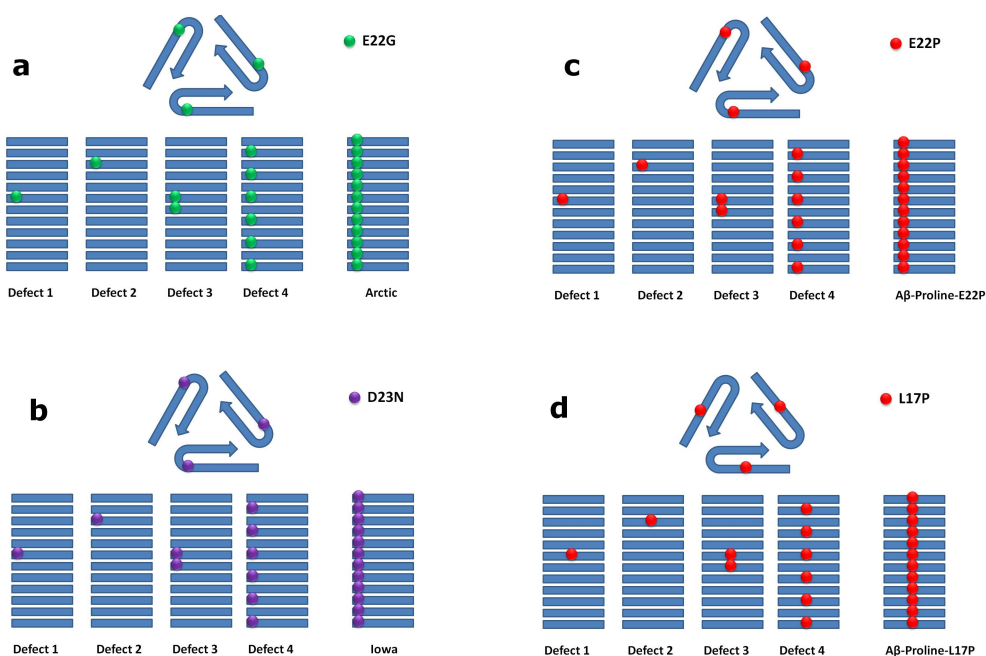 a
E22G
Defect 1
Defect 2
Defect 3
Defect 4
Arctic
c
E22P
Defect 1
Defect 2
Defect 3
Defect 4
Aβ-Proline-E22P
b
D23N
Defect 1
Defect 2
Defect 3
Defect 4
Iowa
d
L17P
Defect 1
Defect 2
Defect 3
Defect 4
Aβ-Proline-L17P